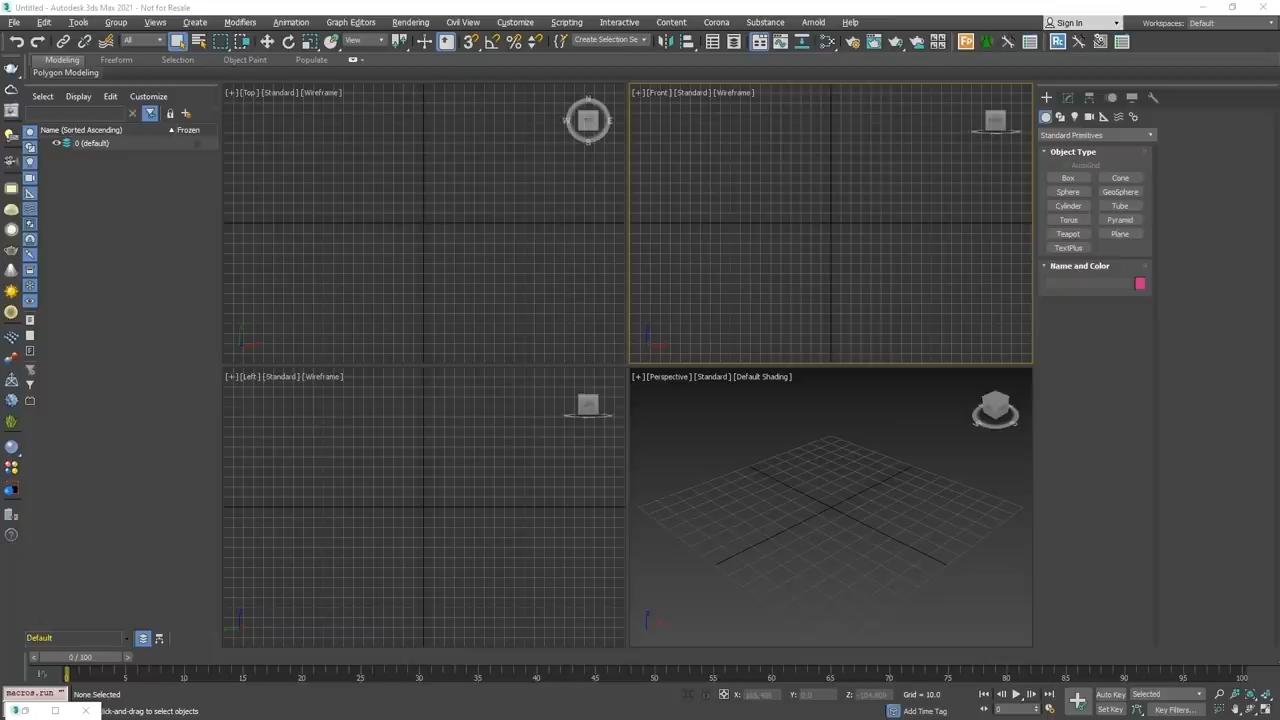 Untitled - Autodesk 3ds Max 2021 - Not for Resale
File Edit Tools Group Views Create Modifiers Animation Graph Editors Rendering Civil View Customize Scripting Interactive Content Corona Substance Arnold Help Sign In Workspaces: Default
All View Create Selection Se
Modeling Freeform Selection Object Paint Populate
Polygon Modeling
Select Display Edit Customize
Name (Sorted Ascending) Frozen
0 (default)
[+] [Top] [Standard] [Wireframe]
[+] [Front] [Standard] [Wireframe]
[+] [Left] [Standard] [Wireframe]
[+] [Perspective] [Standard] [Default Shading]
Standard Primitives
Object Type
AutoGrid
Box Cone
Sphere GeoSphere
Cylinder Tube
Torus Pyramid
Teapot Plane
TextPlus
Name and Color
Default
< 0 / 100 >
0 5 10 15 20 25 30 35 40 45 50 55 60 65 70 75 80 85 90 95 100
macros.run "
None Selected X: Y: 0.0 Z: Grid = 10.0 Auto Key Selected
click-and-drag to select objects Add Time Tag 0 Set Key Key Filters...